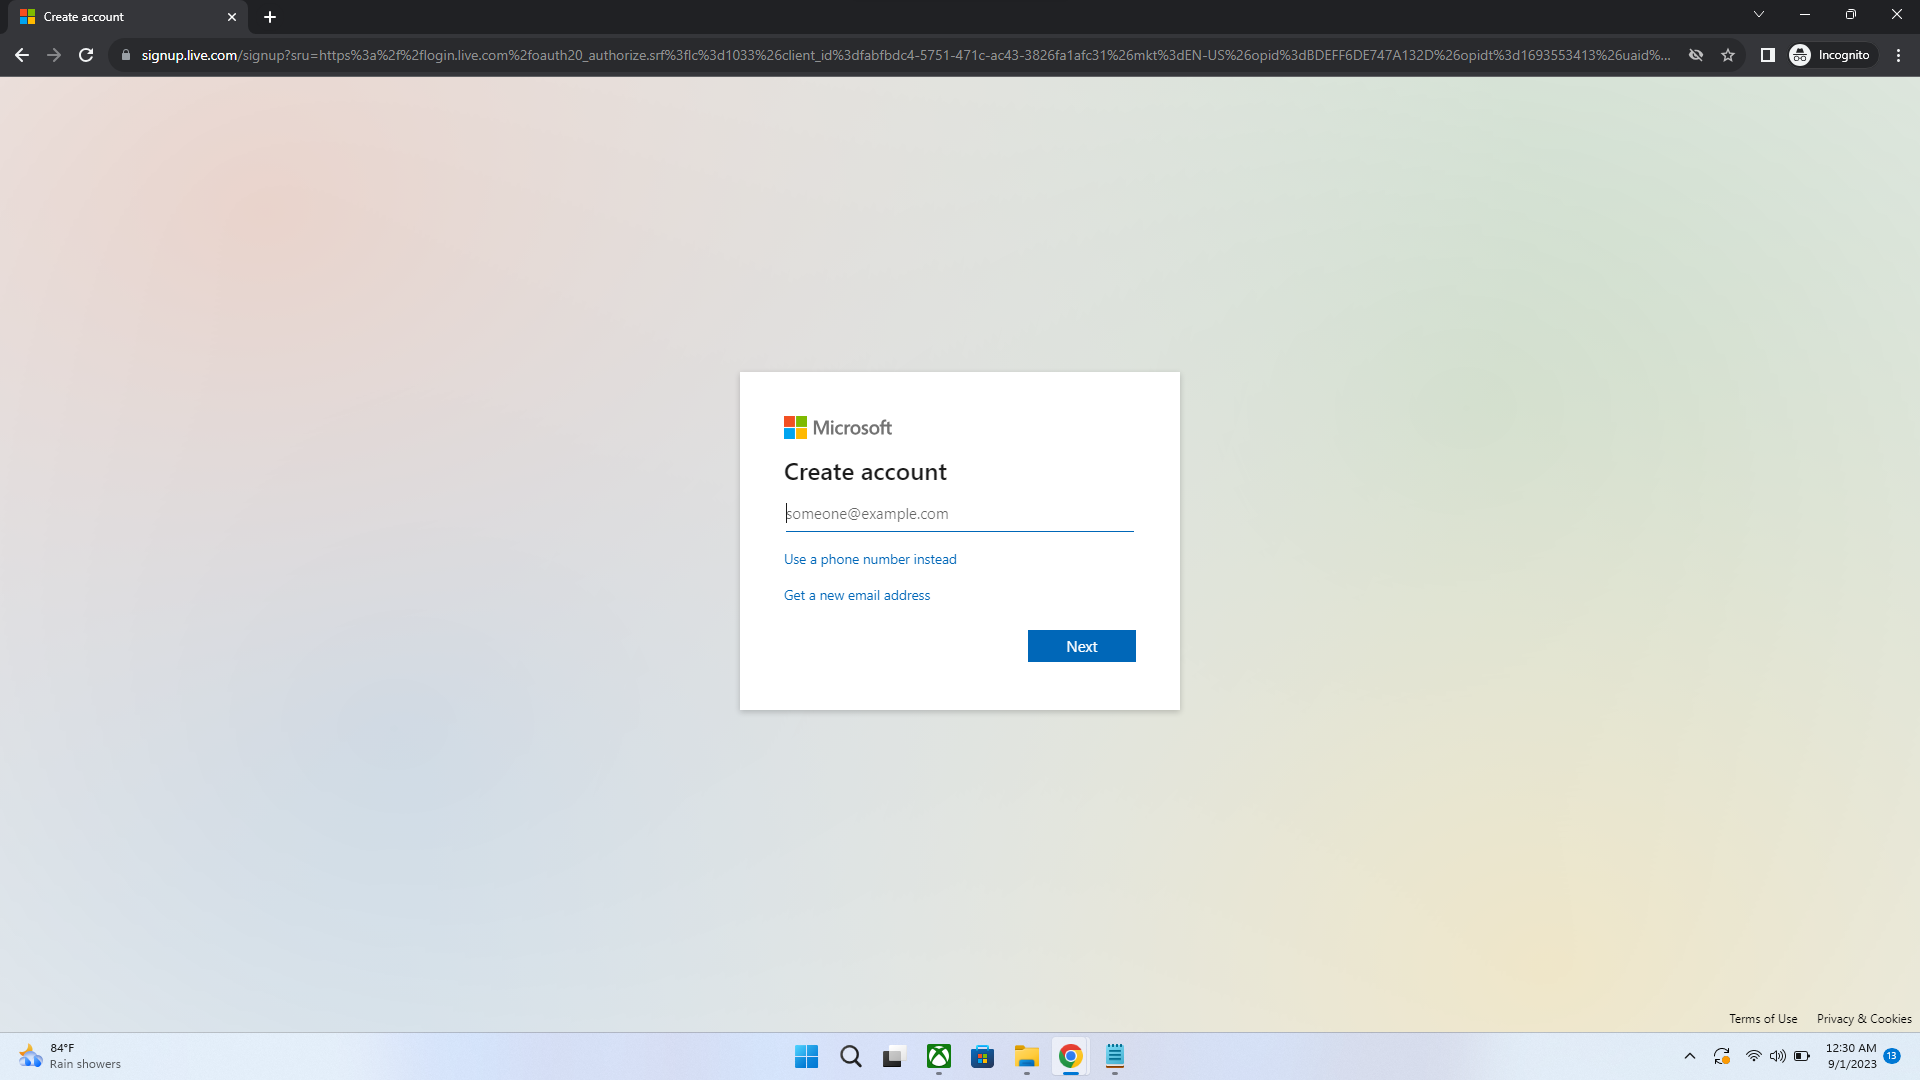 Create account
signup.live.com/signup?sru=https%3a%2f%2flogin.live.com%2foauth20_authorize.srf%3flc%3d1033%26client_id%3dfabfbdc4-5751-471c-ac43-3826fa1afc31%26mkt%3dEN-US%26opid%3dBDEFF6DE747A132D%26opidt%3d1693553413%26uaid%...
Incognito
Microsoft
Create account
someone@example.com
Use a phone number instead
Get a new email address
Next
Terms of Use
Privacy & Cookies
84°F
Rain showers
12:30 AM
9/1/2023
13